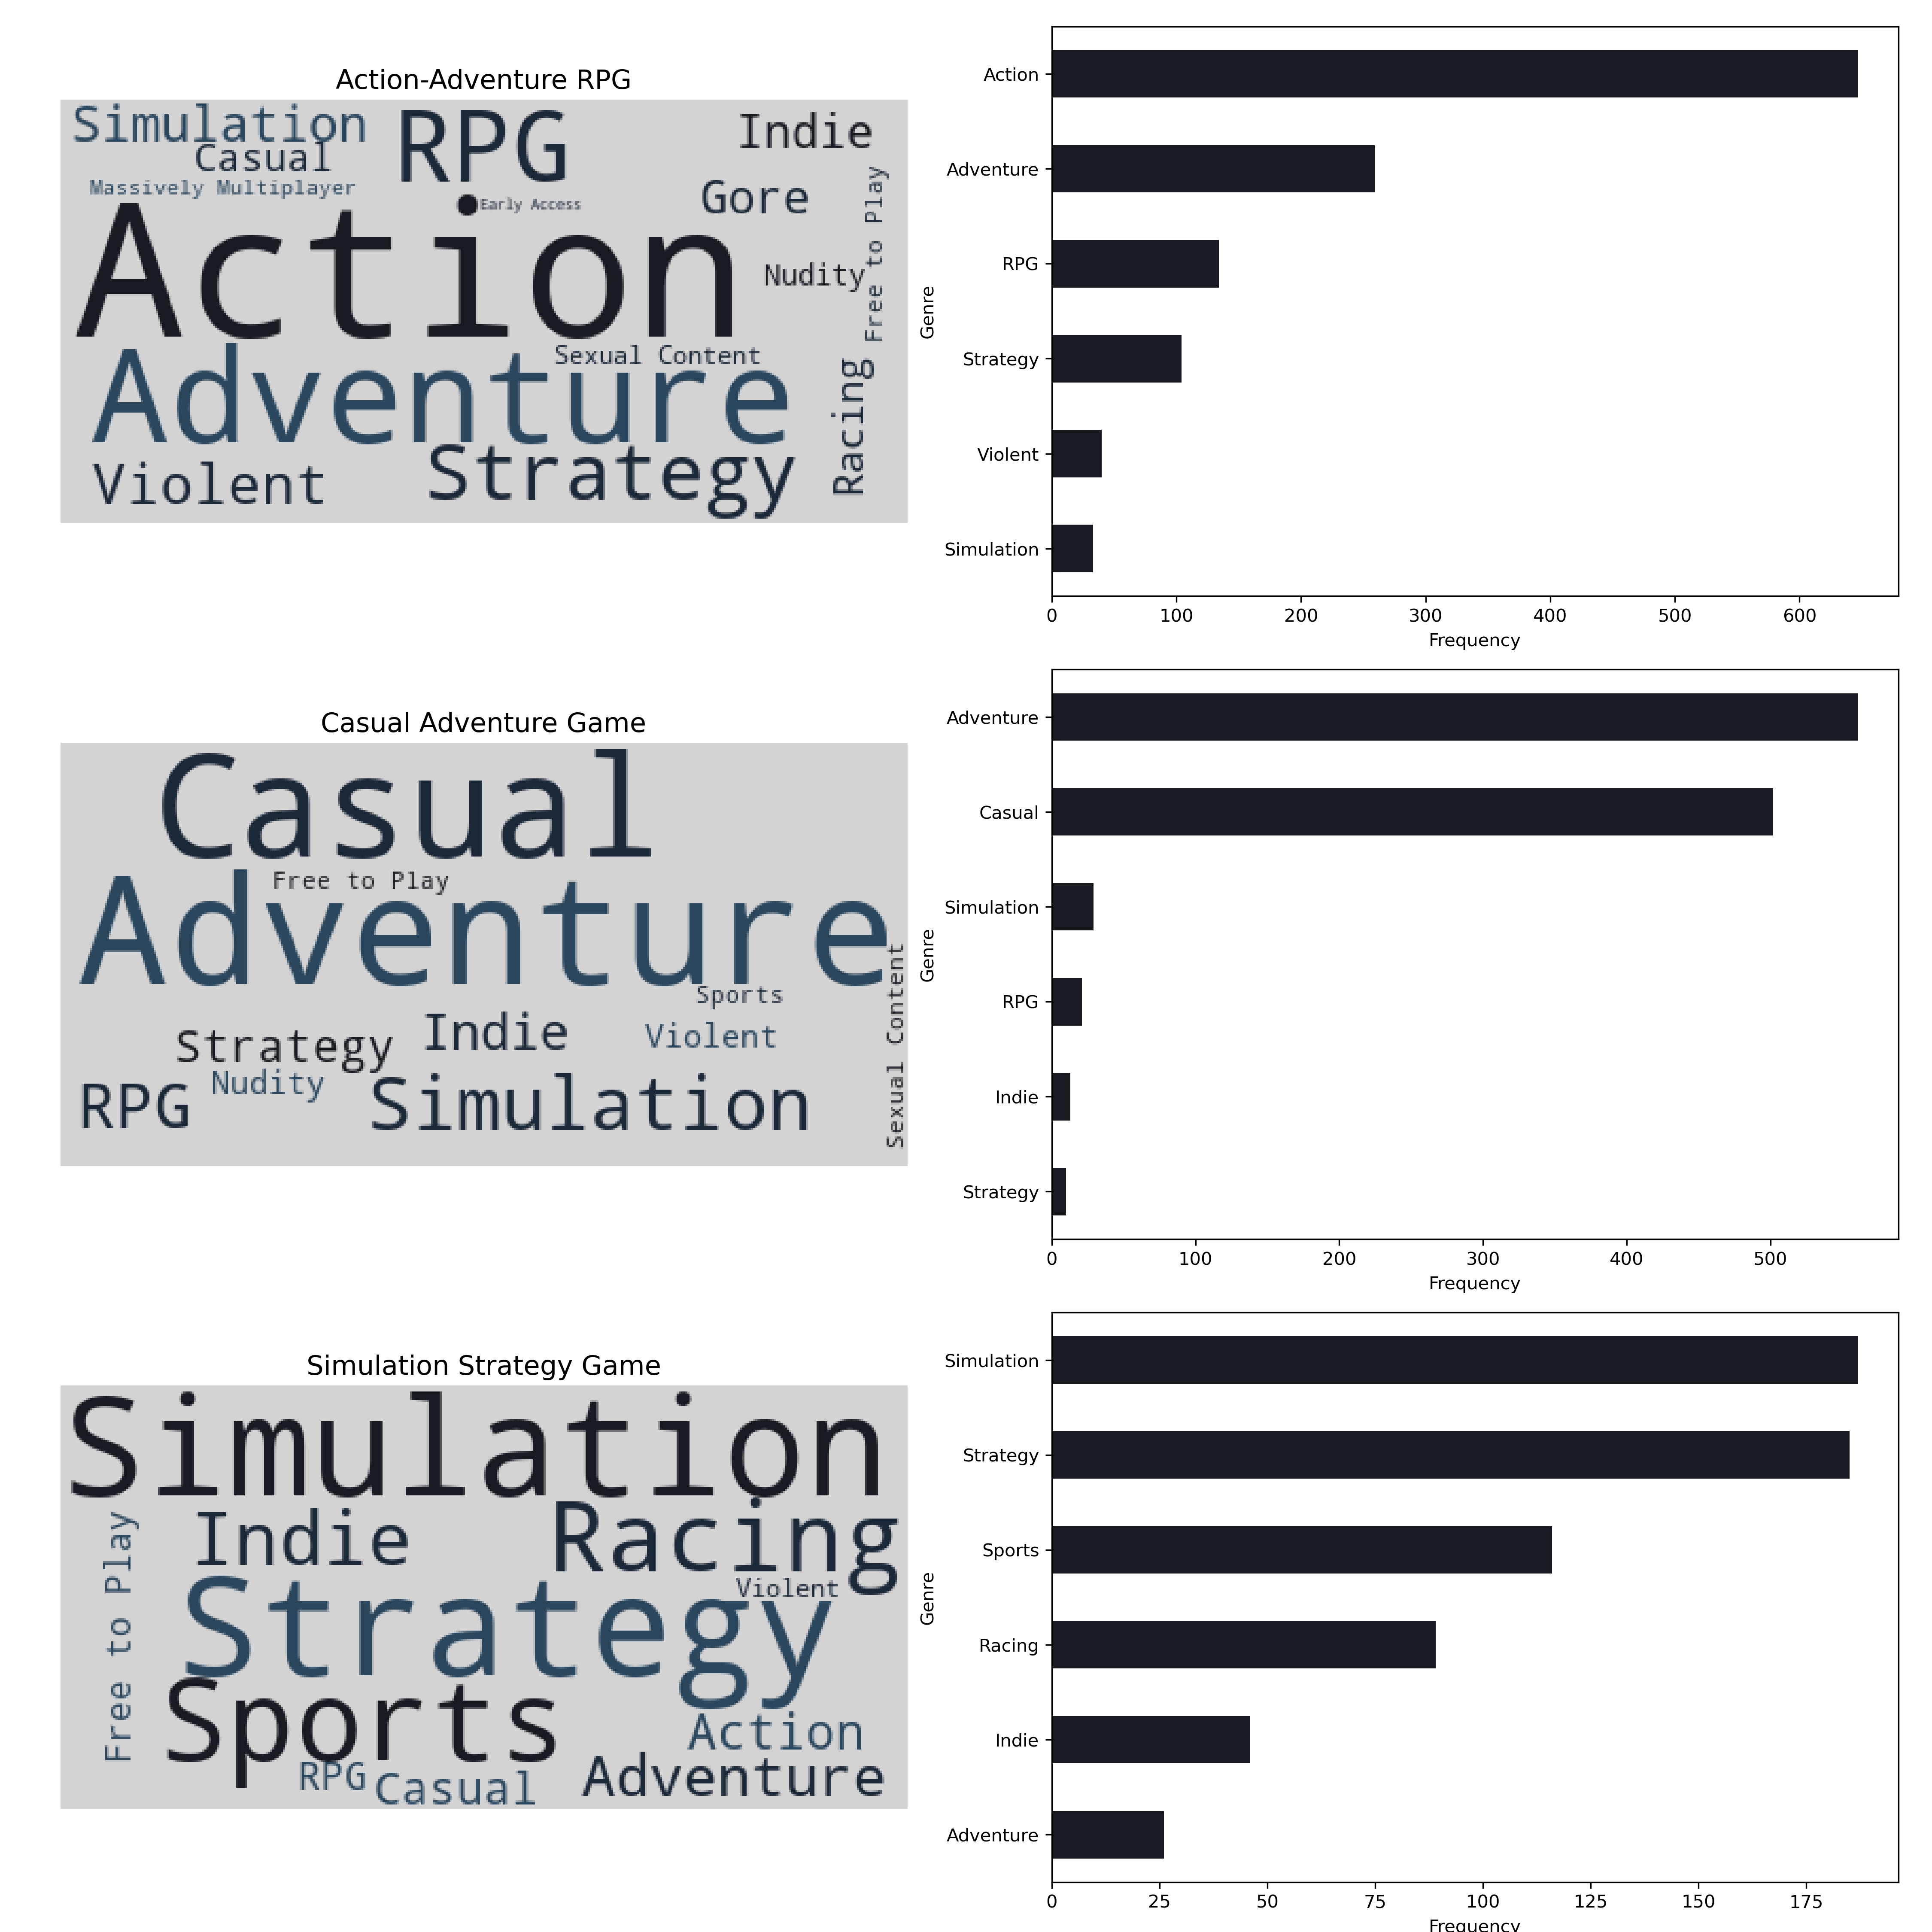 Action-Adventure RPG
Simulation
RPG
Indie
Casual
Massively Multiplayer
Early Access
Gore
Free to Play
Action
Nudity
Sexual Content
Adventure
Racing
Violent
Strategy
Genre
Action
Adventure
RPG
Strategy
Violent
Simulation
0 100 200 300 400 500 600
Frequency
Casual Adventure Game
Casual
Free to Play
Adventure
Sports
Sexual Content
Strategy
Indie
Violent
RPG
Nudity
Simulation
Genre
Adventure
Casual
Simulation
RPG
Indie
Strategy
0 100 200 300 400 500
Frequency
Simulation Strategy Game
Simulation
Indie
Racing
Free to Play
Violent
Strategy
Sports
Action
RPG
Casual
Adventure
Genre
Simulation
Strategy
Sports
Racing
Indie
Adventure
0 25 50 75 100 125 150 175
Frequency